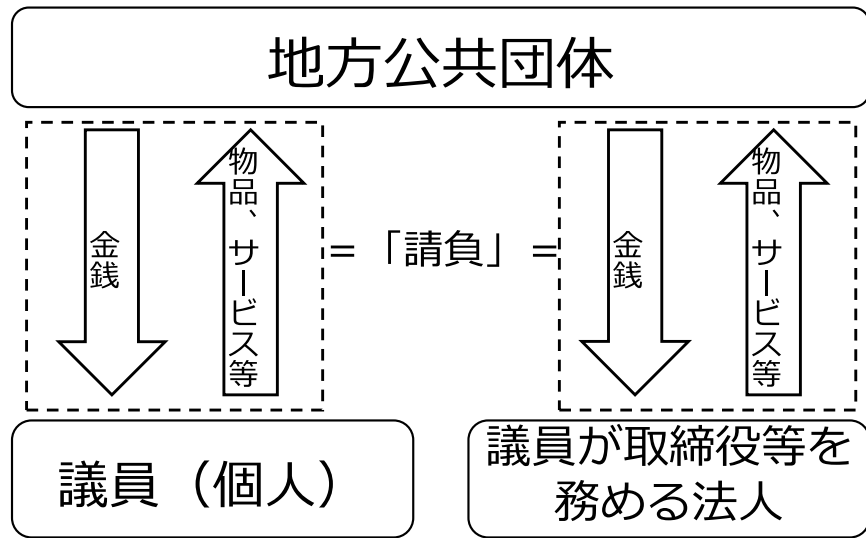 地方公共団体
金銭
物品、サービス等
=「請負」=
金銭
物品、サービス等
議員（個人）
議員が取締役等を
務める法人